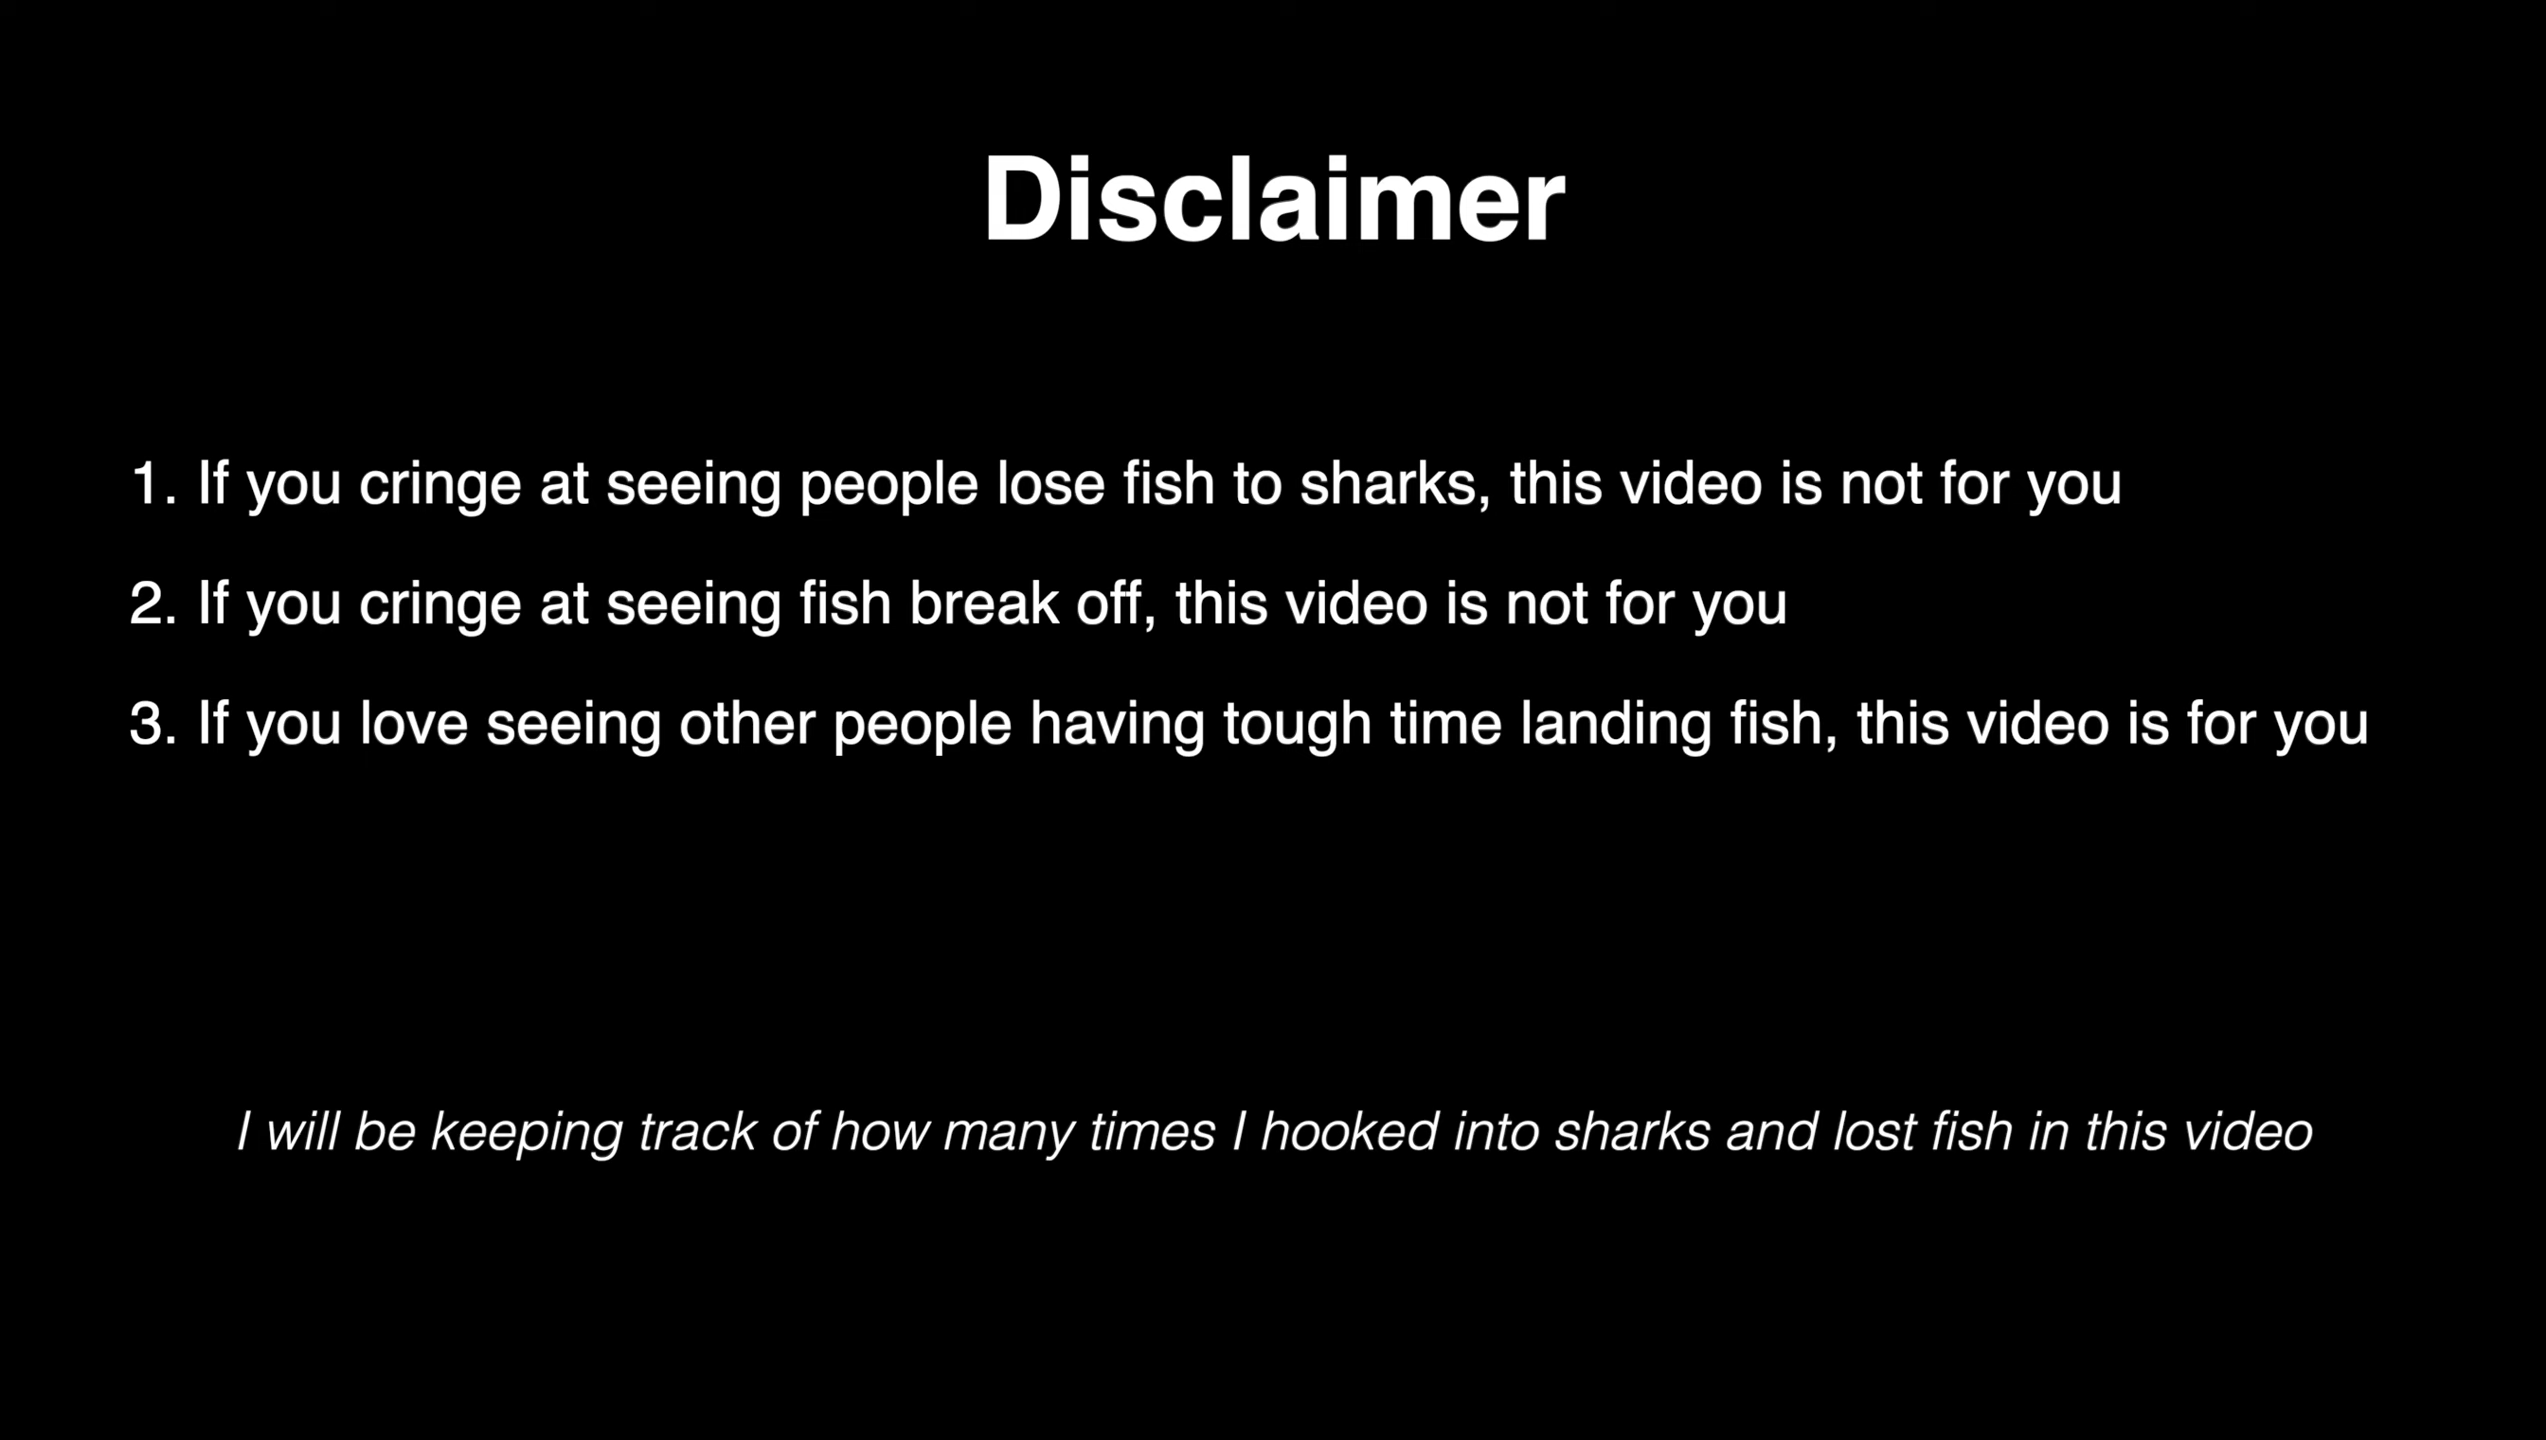 Disclaimer
1. If you cringe at seeing people lose fish to sharks, this video is not for you
2. If you cringe at seeing fish break off, this video is not for you
3. If you love seeing other people having tough time landing fish, this video is for you
I will be keeping track of how many times I hooked into sharks and lost fish in this video